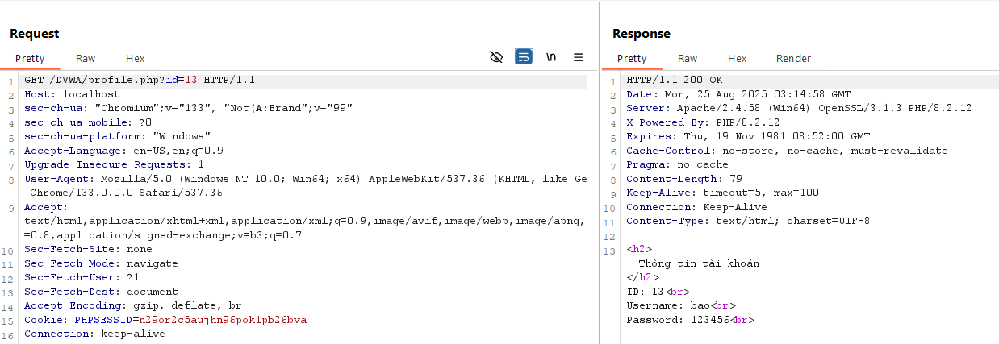 Request
Pretty Raw Hex
\n
1 GET /DVWA/profile.php?id=13 HTTP/1.1
2 Host: localhost
3 sec-ch-ua: "Chromium";v="133", "Not(A:Brand";v="99"
4 sec-ch-ua-mobile: ?0
5 sec-ch-ua-platform: "Windows"
6 Accept-Language: en-US,en;q=0.9
7 Upgrade-Insecure-Requests: 1
8 User-Agent: Mozilla/5.0 (Windows NT 10.0; Win64; x64) AppleWebKit/537.36 (KHTML, like Ge
Chrome/133.0.0.0 Safari/537.36
9 Accept:
text/html,application/xhtml+xml,application/xml;q=0.9,image/avif,image/webp,image/apng,
=0.8,application/signed-exchange;v=b3;q=0.7
10 Sec-Fetch-Site: none
11 Sec-Fetch-Mode: navigate
12 Sec-Fetch-User: ?1
13 Sec-Fetch-Dest: document
14 Accept-Encoding: gzip, deflate, br
15 Cookie: PHPSESSID=n29or2c5aujhn96pok1pb26bva
16 Connection: keep-alive
Response
Pretty Raw Hex Render
1 HTTP/1.1 200 OK
2 Date: Mon, 25 Aug 2025 03:14:58 GMT
3 Server: Apache/2.4.58 (Win64) OpenSSL/3.1.3 PHP/8.2.12
4 X-Powered-By: PHP/8.2.12
5 Expires: Thu, 19 Nov 1981 08:52:00 GMT
6 Cache-Control: no-store, no-cache, must-revalidate
7 Pragma: no-cache
8 Content-Length: 79
9 Keep-Alive: timeout=5, max=100
10 Connection: Keep-Alive
11 Content-Type: text/html; charset=UTF-8
12
13 <h2>
Thông tin tài khoản
</h2>
ID: 13<br>
Username: bao<br>
Password: 123456<br>